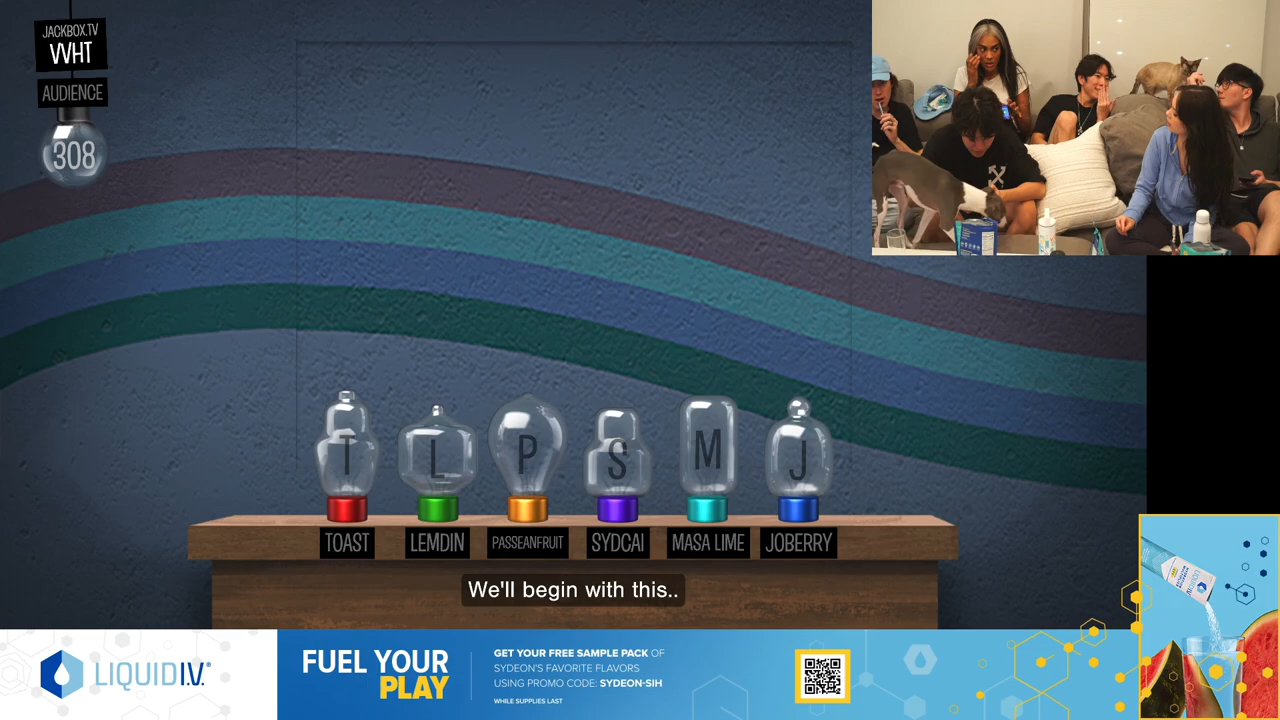 JACKBOX.TV
VVHT
AUDIENCE
308
T L P S M J
TOAST LEMDIN PASSEANFRUIT SYDCAI MASA LIME JOBERRY
We'll begin with this..
LIQUID I.V.®
FUEL YOUR
PLAY
GET YOUR FREE SAMPLE PACK OF
SYDEON'S FAVORITE FLAVORS
USING PROMO CODE: SYDEON-SIH
WHILE SUPPLIES LAST
LIQUID I.V.